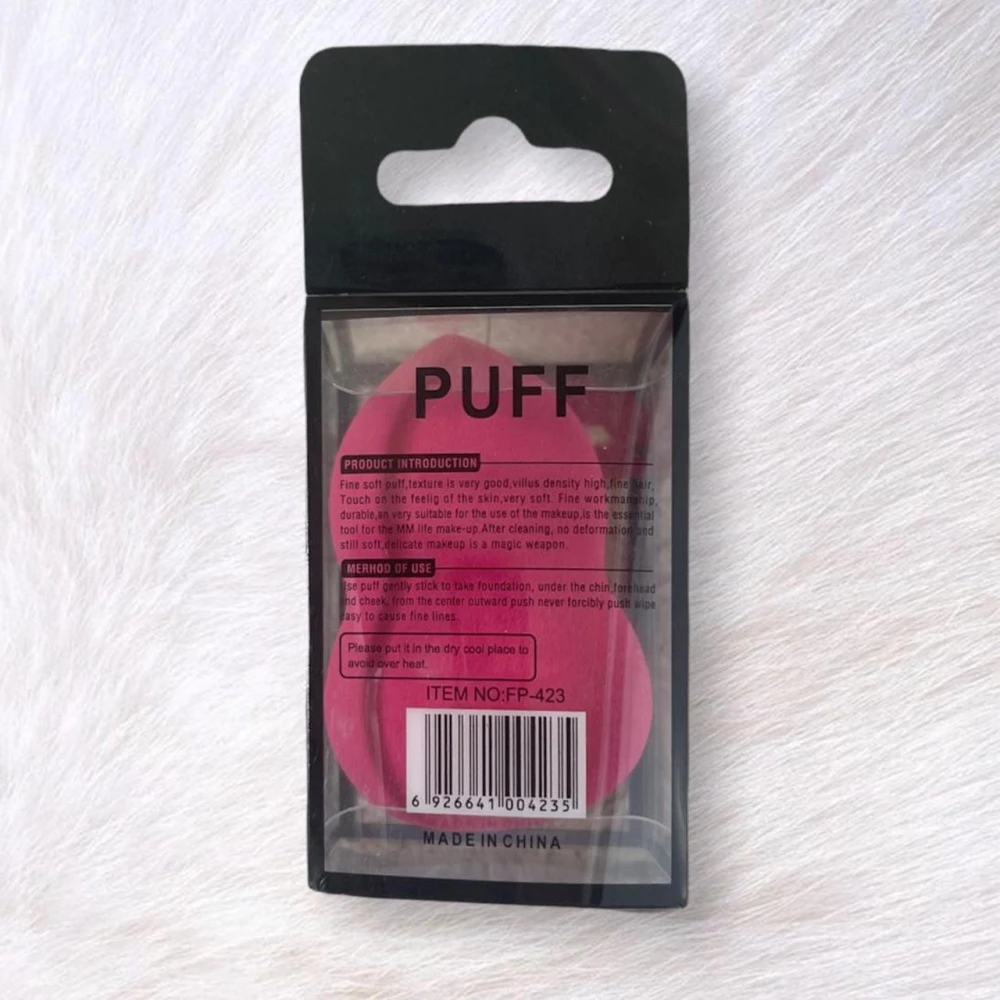 PUFF
PRODUCT INTRODUCTION
Fine soft puff,texture is very good,villus density high,fine hair,
Touch on the feelig of the skin,very soft. Fine workmanship,
durable,an very suitable for the use of the makeup,is the essential
tool for the MM life make-up.After cleaning, no deformation and
still soft,delicate makeup is a magic weapon.
MERHOD OF USE
Use puff gently stick to take foundation, under the chin,forehead
and cheek, from the center outward push never forcibly push wipe
easy to cause fine lines.
Please put it in the dry cool place to
avoid over heat.
ITEM NO:FP-423
6 926641 004235
MADE IN CHINA